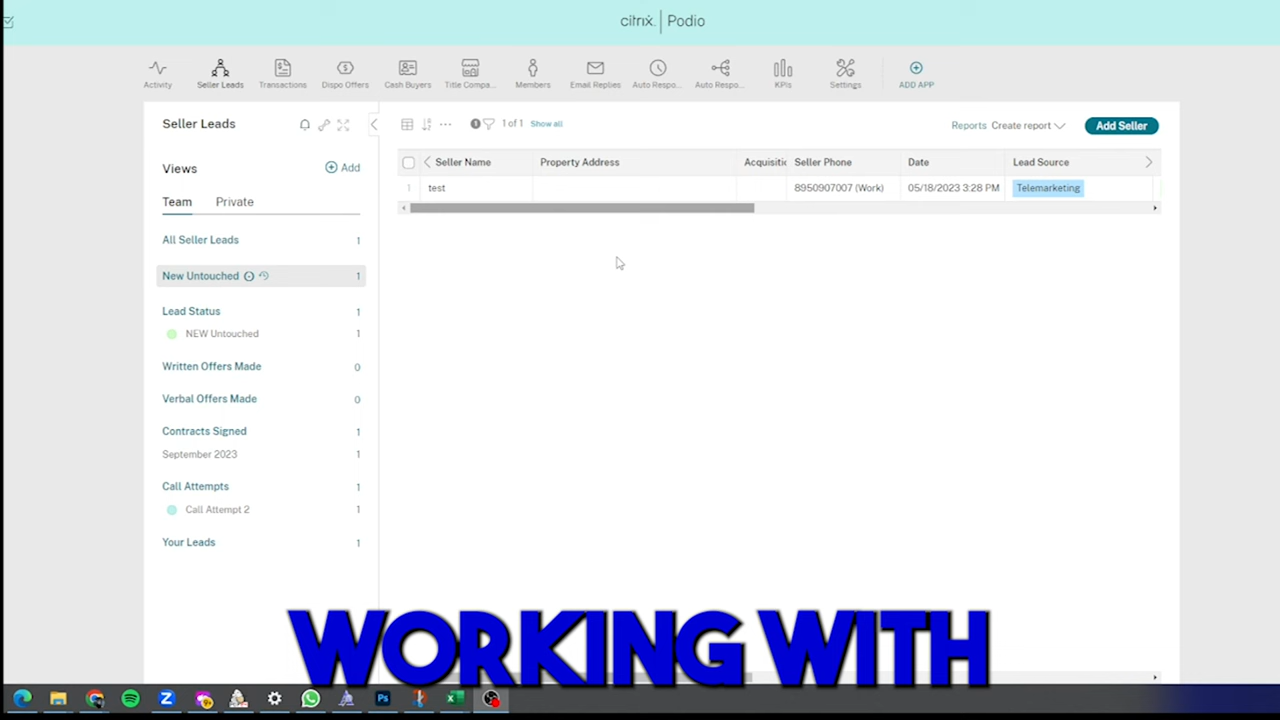 citrix. | Podio
Activity
Seller Leads
Transactions
Dispo Offers
Cash Buyers
Title Compa...
Members
Email Replies
Auto Respo...
Auto Respo...
KPIs
Settings
ADD APP
Seller Leads
Views
Add
Team
Private
All Seller Leads 1
New Untouched 1
Lead Status 1
NEW Untouched 1
Written Offers Made 0
Verbal Offers Made 0
Contracts Signed 1
September 2023 1
Call Attempts 1
Call Attempt 2 1
Your Leads 1
1 1 of 1 Show all
Reports Create report
Add Seller
Seller Name Property Address Acquisitic Seller Phone Date Lead Source
1 test 8950907007 (Work) 05/18/2023 3:28 PM Telemarketing
WORKING WITH